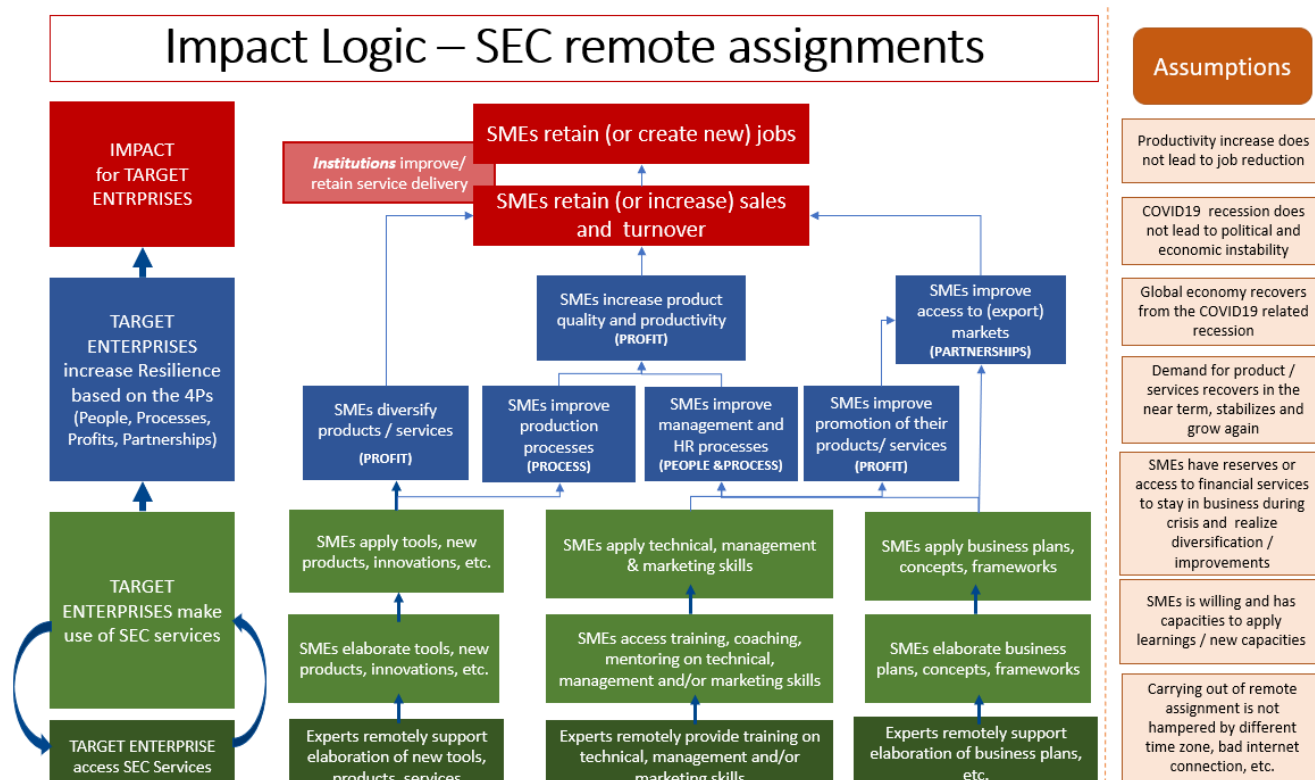 Impact Logic – SEC remote assignments
IMPACT
for TARGET
ENTRPRISES
TARGET
ENTERPRISES
increase Resilience
based on the 4Ps
(People, Processes,
Profits, Partnerships)
TARGET
ENTERPRISES make
use of SEC services
TARGET ENTERPRISE
access SEC Services
SMEs retain (or create new) jobs
Institutions improve/
retain service delivery
SMEs retain (or increase) sales
and turnover
SMEs increase product
quality and productivity
(PROFIT)
SMEs improve
access to (export)
markets
(PARTNERSHIPS)
SMEs diversify
products / services
(PROFIT)
SMEs improve
production
processes
(PROCESS)
SMEs improve
management and
HR processes
(PEOPLE &PROCESS)
SMEs improve
promotion of their
products/ services
(PROFIT)
SMEs apply tools, new
products, innovations, etc.
SMEs apply technical, management
& marketing skills
SMEs apply business plans,
concepts, frameworks
SMEs elaborate tools, new
products, innovations, etc.
SMEs access training, coaching,
mentoring on technical,
management and/or marketing skills
SMEs elaborate business
plans, concepts, frameworks
Experts remotely support
elaboration of new tools,
products, services
Experts remotely provide training on
technical, management and/or
marketing skills
Experts remotely support
elaboration of business plans,
etc.
Assumptions
Productivity increase does
not lead to job reduction
COVID19 recession does
not lead to political and
economic instability
Global economy recovers
from the COVID19 related
recession
Demand for product /
services recovers in the
near term, stabilizes and
grow again
SMEs have reserves or
access to financial services
to stay in business during
crisis and realize
diversification /
improvements
SMEs is willing and has
capacities to apply
learnings / new capacities
Carrying out of remote
assignment is not
hampered by different
time zone, bad internet
connection, etc.